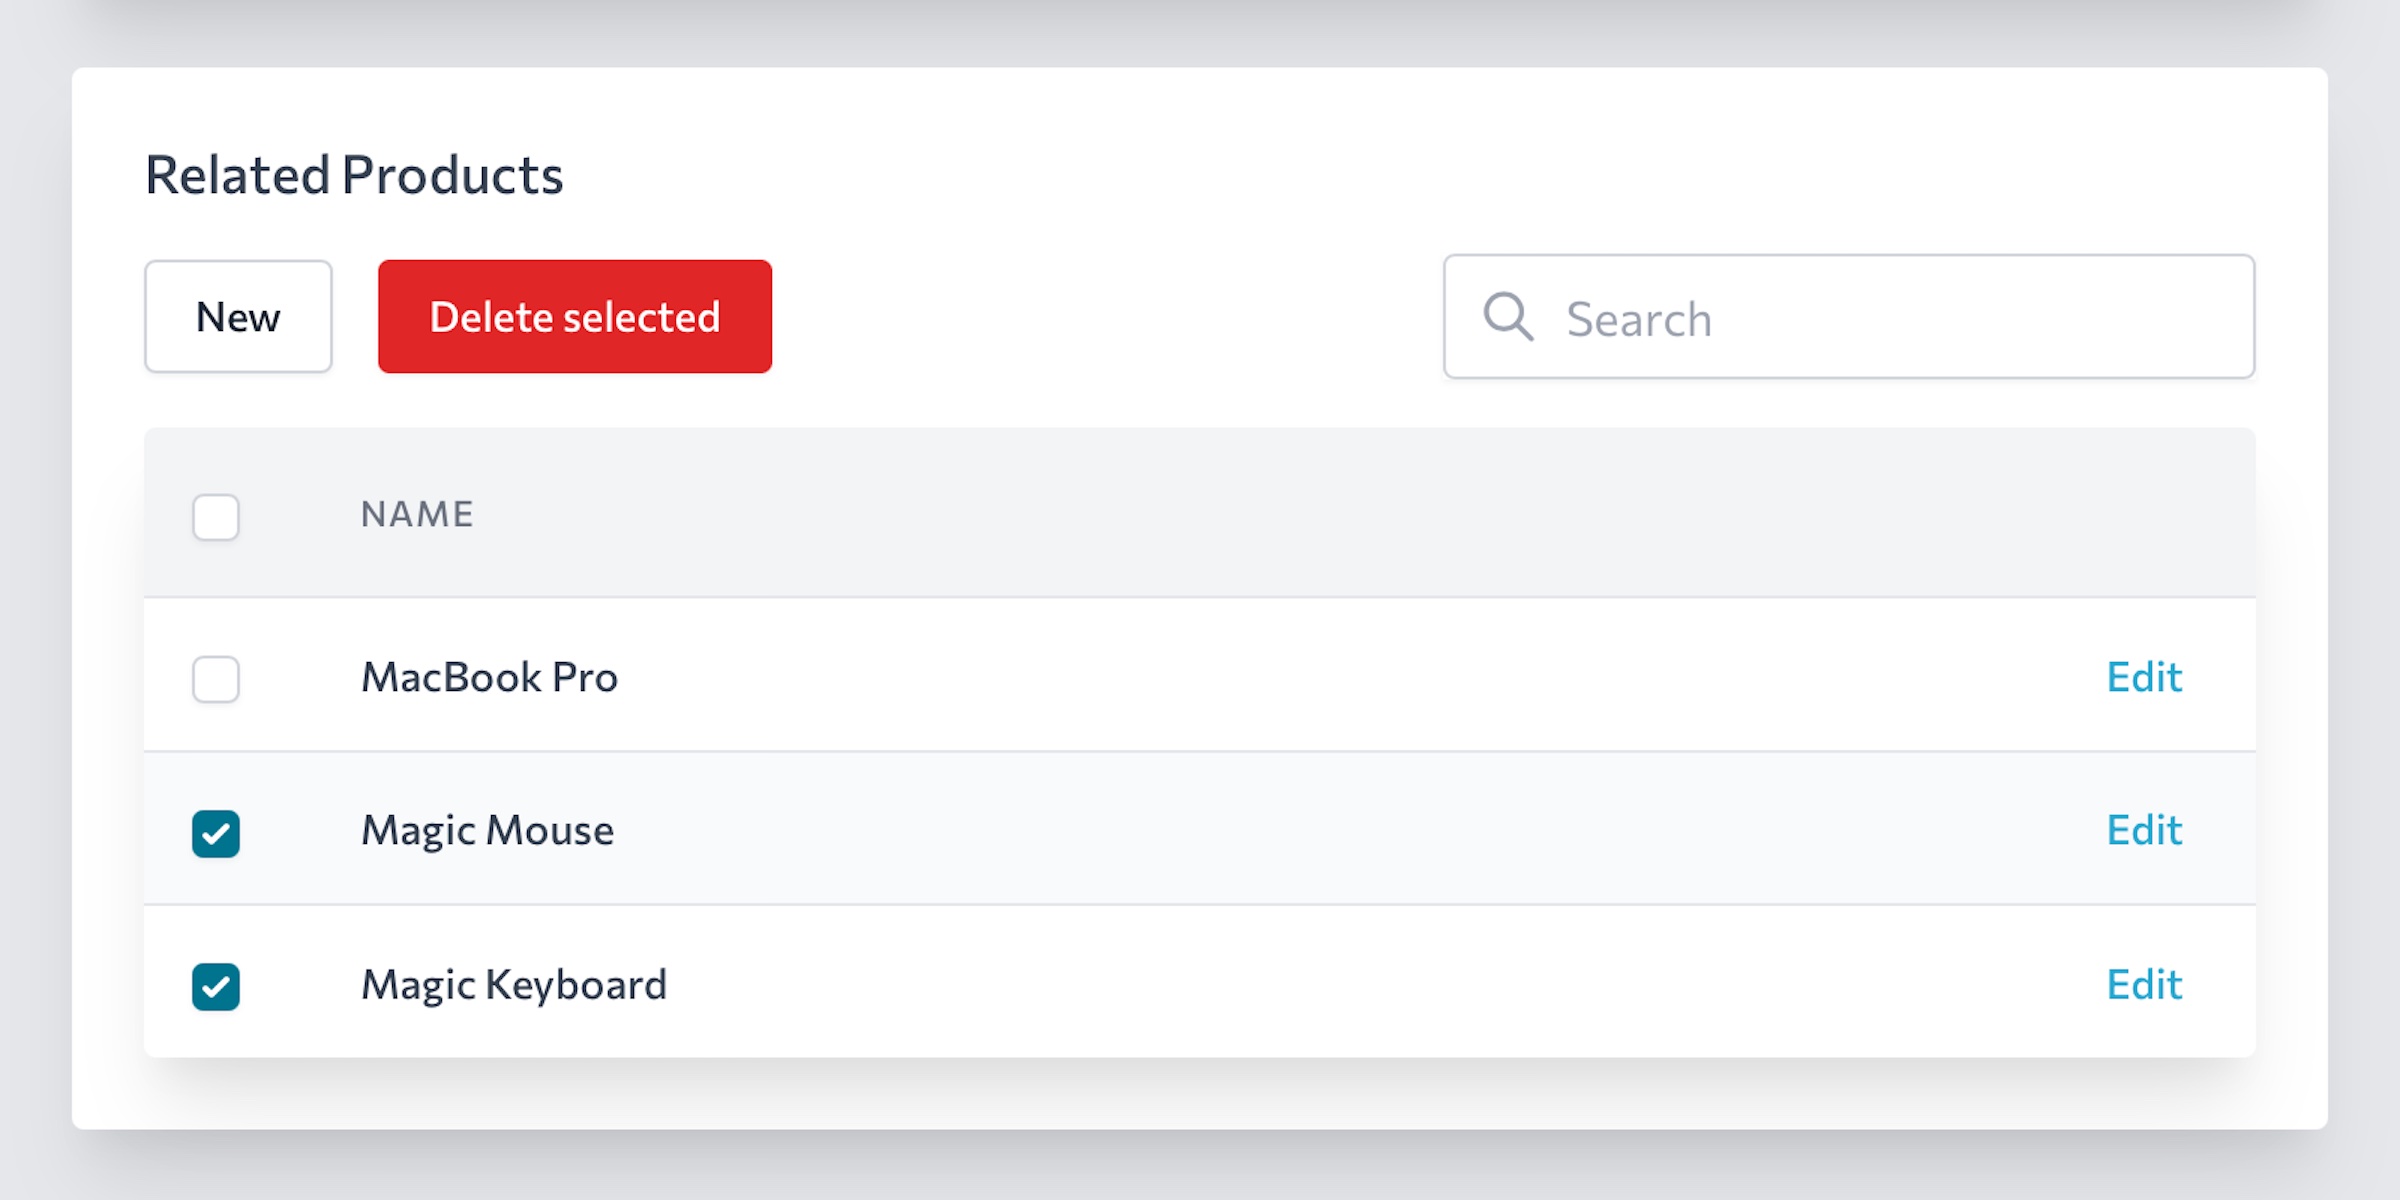 Related Products
New
Delete selected
Search
NAME
MacBook Pro
Edit
Magic Mouse
Edit
Magic Keyboard
Edit